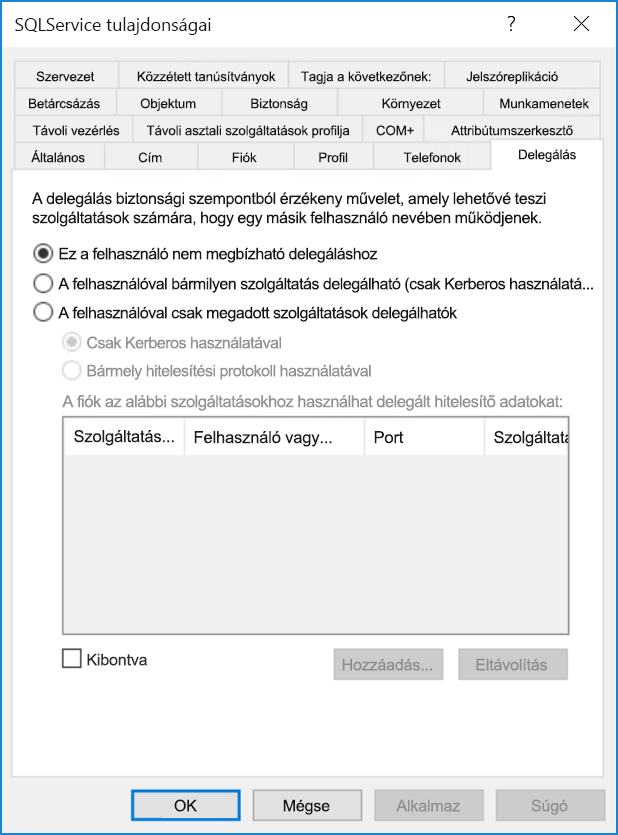 SQLService tulajdonságai ?
Szervezet Közzétett tanúsítványok Tagja a következőnek: Jelszóreplikáció
Betárcsázás Objektum Biztonság Környezet Munkamenetek
Távoli vezérlés Távoli asztali szolgáltatások profilja COM+ Attribútumszerkesztő
Általános Cím Fiók Profil Telefonok Delegálás
A delegálás biztonsági szempontból érzékeny művelet, amely lehetővé teszi
szolgáltatások számára, hogy egy másik felhasználó nevében működjenek.
Ez a felhasználó nem megbízható delegáláshoz
A felhasználóval bármilyen szolgáltatás delegálható (csak Kerberos használatá...
A felhasználóval csak megadott szolgáltatások delegálhatók
Csak Kerberos használatával
Bármely hitelesítési protokoll használatával
A fiók az alábbi szolgáltatásokhoz használhat delegált hitelesítő adatokat:
Szolgáltatás... Felhasználó vagy... Port Szolgáltatá
Kibontva Hozzáadás... Eltávolítás
OK Mégse Alkalmaz Súgó